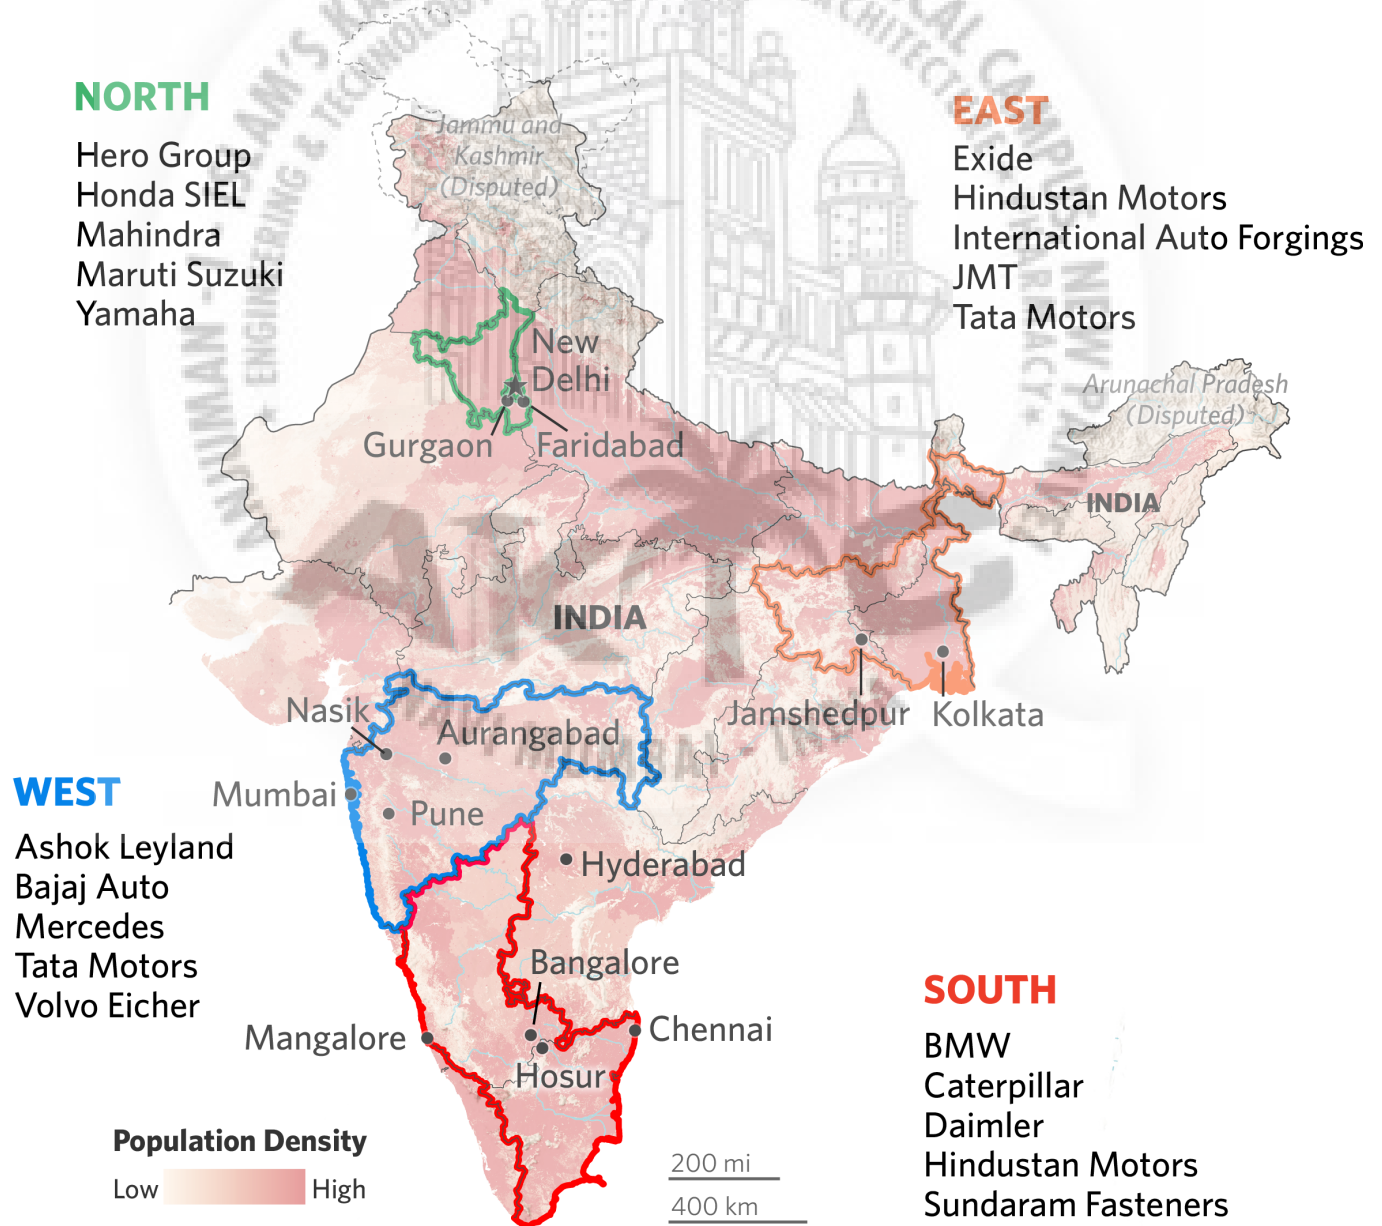 NORTH
Hero Group
Honda SIEL
Mahindra
Maruti Suzuki
Yamaha
EAST
Exide
Hindustan Motors
International Auto Forgings
JMT
Tata Motors
Jammu and
Kashmir
(Disputed)
New
Delhi
Gurgaon
Faridabad
Arunachal Pradesh
(Disputed)
INDIA
INDIA
Jamshedpur
Kolkata
Nasik
Aurangabad
Mumbai
Pune
Hyderabad
WEST
Ashok Leyland
Bajaj Auto
Mercedes
Tata Motors
Volvo Eicher
Bangalore
Mangalore
Chennai
Hosur
SOUTH
BMW
Caterpillar
Daimler
Hindustan Motors
Sundaram Fasteners
Population Density
Low
High
200 mi
400 km
ENGINEERING & TECHNOLOGY